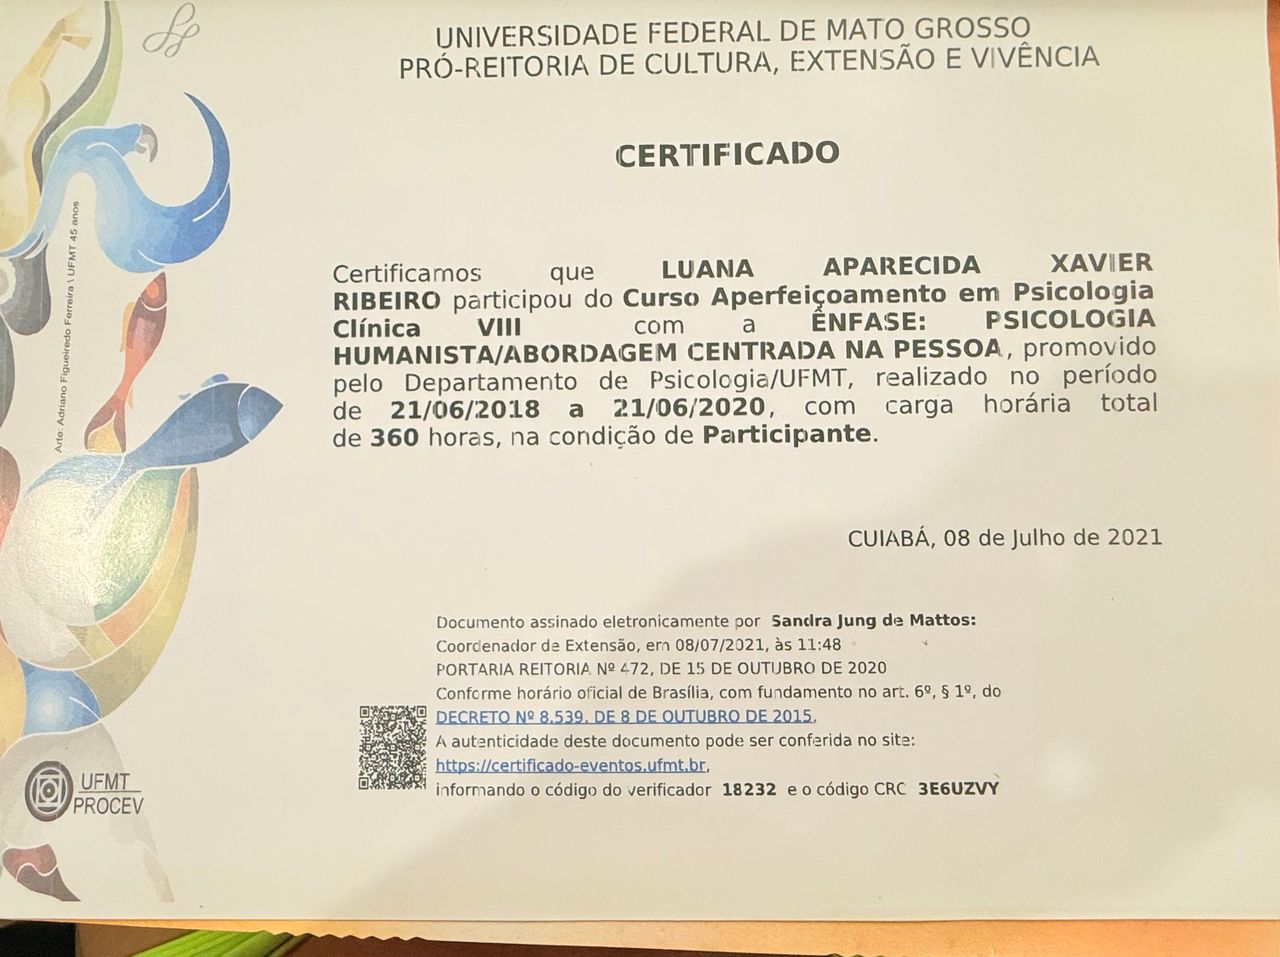 UNIVERSIDADE FEDERAL DE MATO GROSSO
PRÓ-REITORIA DE CULTURA, EXTENSÃO E VIVÊNCIA
CERTIFICADO
Certificamos que LUANA APARECIDA XAVIER
RIBEIRO participou do Curso Aperfeiçoamento em Psicologia
Clínica VIII com a ÊNFASE: PSICOLOGIA
HUMANISTA/ABORDAGEM CENTRADA NA PESSOA, promovido
pelo Departamento de Psicologia/UFMT, realizado no período
de 21/06/2018 a 21/06/2020, com carga horária total
de 360 horas, na condição de Participante.
CUIABÁ, 08 de Julho de 2021
Documento assinado eletronicamente por Sandra Jung de Mattos:
Coordenador de Extensão, em 08/07/2021, às 11:48
PORTARIA REITORIA Nº 472, DE 15 DE OUTUBRO DE 2020
Conforme horário oficial de Brasília, com fundamento no art. 6º, § 1º, do
DECRETO Nº 8.539, DE 8 DE OUTUBRO DE 2015,
A autenticidade deste documento pode ser conferida no site:
https://certificado-eventos.ufmt.br,
informando o código do verificador 18232 e o código CRC 3E6UZVY
Arte: Adriano Figueiredo Ferreira \ UFMT 45 anos
UFMT
PROCEV